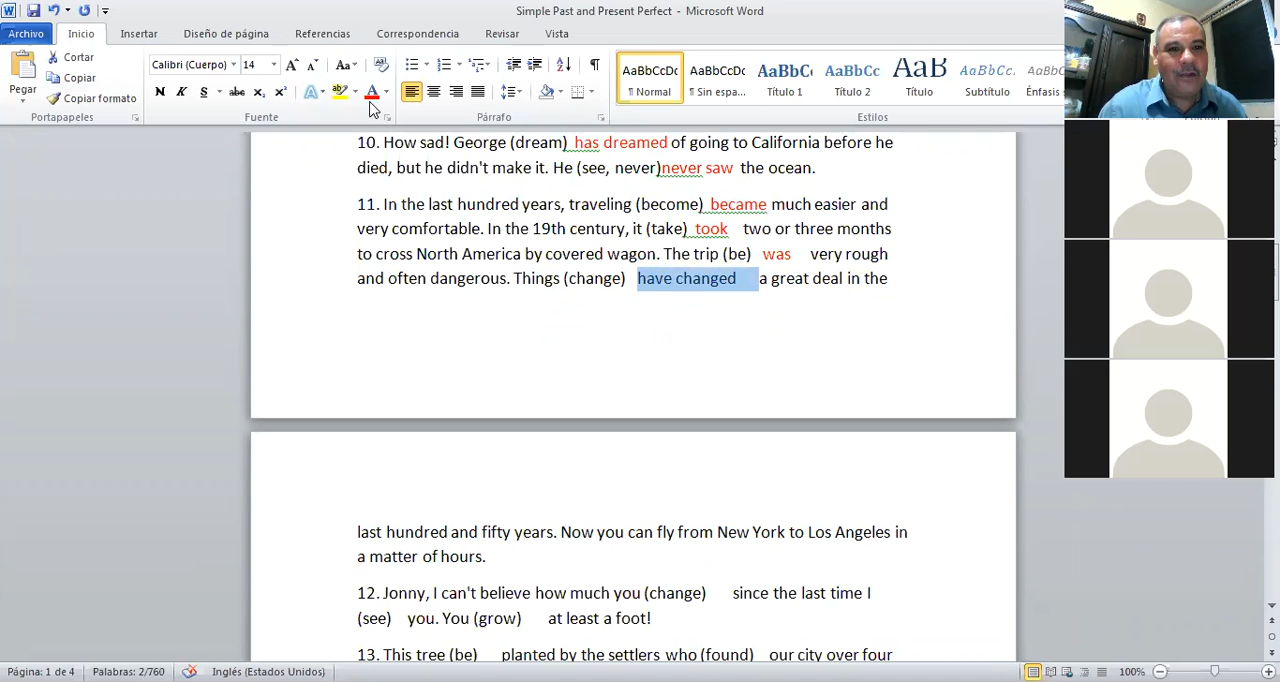 Simple Past and Present Perfect - Microsoft Word
Archivo Inicio Insertar Diseño de página Referencias Correspondencia Revisar Vista
Pegar
Cortar
Copiar
Copiar formato
Portapapeles
Calibri (Cuerpo) 14
Fuente
Párrafo
AaBbCcDc AaBbCcDc AaBbC AaBbCc AaB AaBbCc. AaBbCc
¶ Normal ¶ Sin espa... Título 1 Título 2 Título Subtítulo Énfasis
Estilos
10. How sad! George (dream) has dreamed of going to California before he
died, but he didn't make it. He (see, never)never saw the ocean.
11. In the last hundred years, traveling (become) became much easier and
very comfortable. In the 19th century, it (take) took two or three months
to cross North America by covered wagon. The trip (be) was very rough
and often dangerous. Things (change) have changed a great deal in the
last hundred and fifty years. Now you can fly from New York to Los Angeles in
a matter of hours.
12. Jonny, I can't believe how much you (change) since the last time I
(see) you. You (grow) at least a foot!
13. This tree (be) planted by the settlers who (found) our city over four
Página: 1 de 4 Palabras: 2/760 Inglés (Estados Unidos) 100%